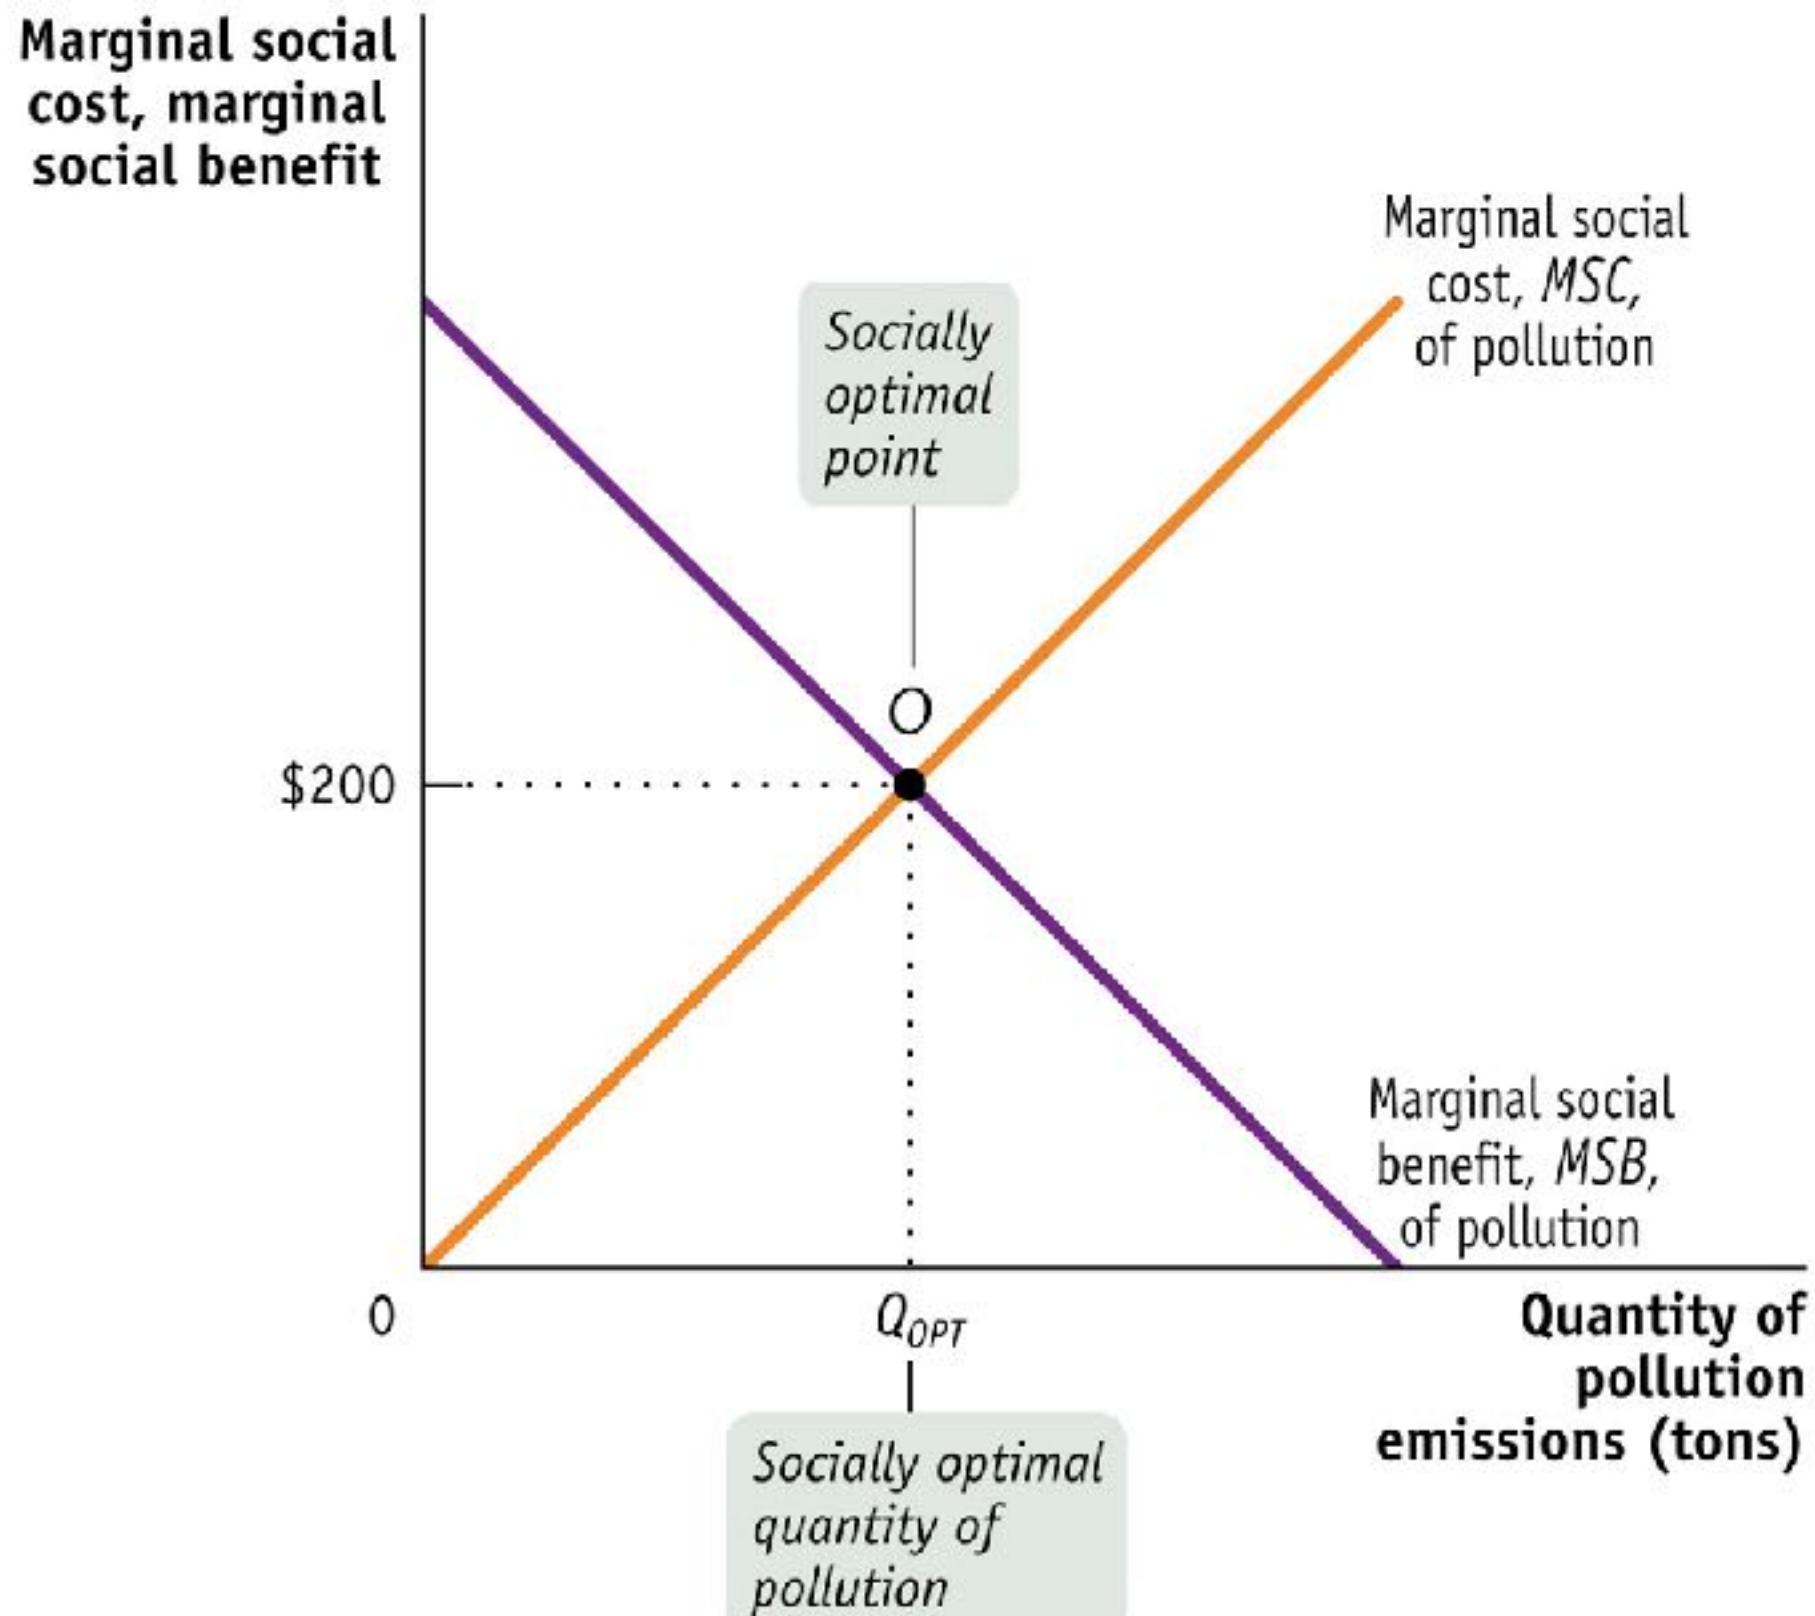 Marginal social
cost, marginal
social benefit
Marginal social
cost, MSC,
of pollution
Socially
optimal
point
O
$200
Marginal social
benefit, MSB,
of pollution
0
QOPT
Quantity of
pollution
emissions (tons)
Socially optimal
quantity of
pollution